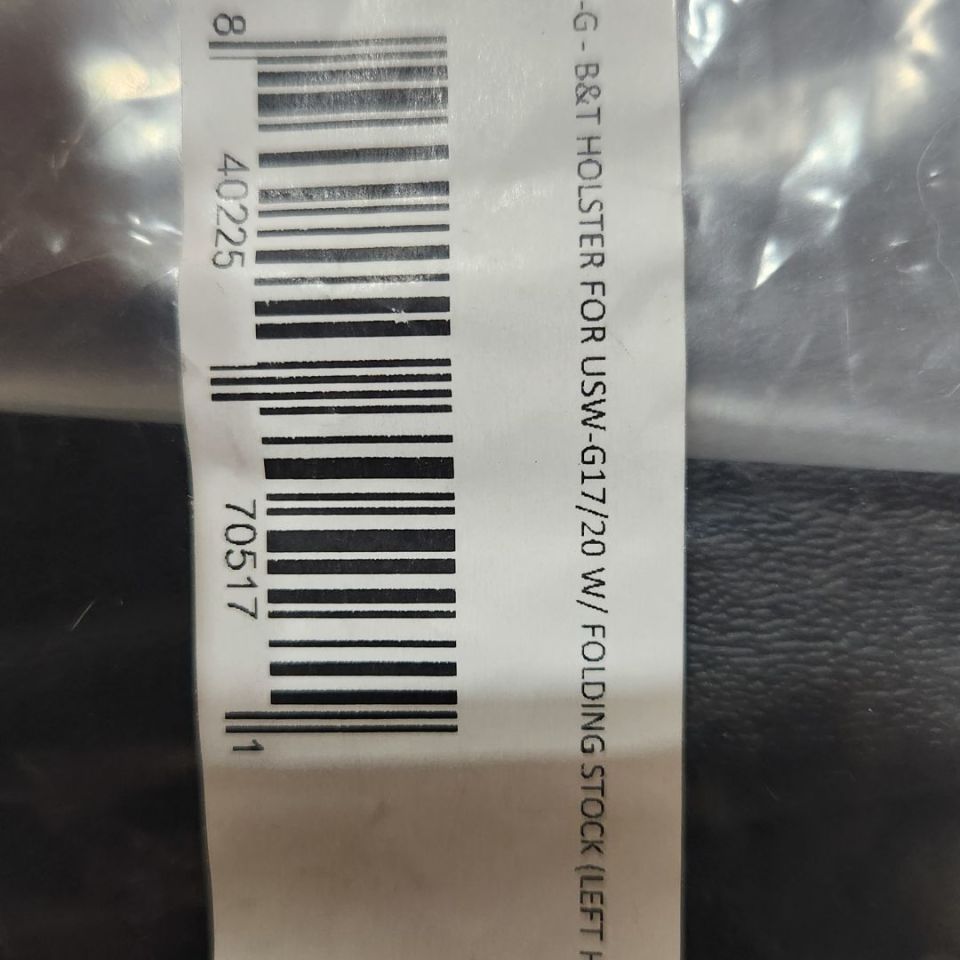 -G - B&T HOLSTER FOR USW-G17/20 W/ FOLDING STOCK (LEFT H
8 40225 70517 1